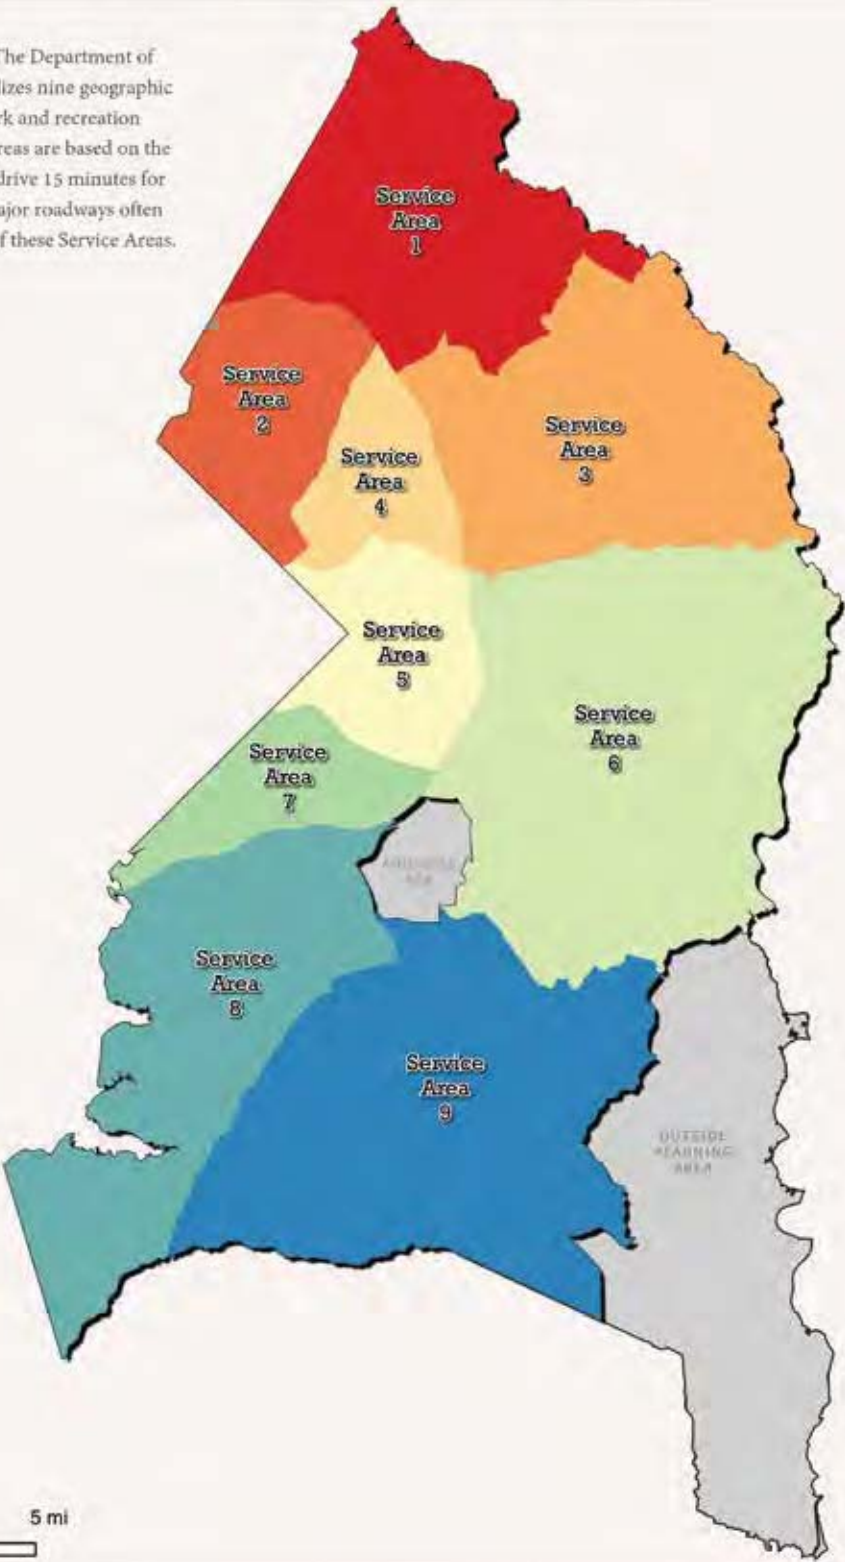 The Department of
lizes nine geographic
rk and recreation
reas are based on the
drive 15 minutes for
ajor roadways often
f these Service Areas.
Service
Area
1
Service
Area
2
Service
Area
3
Service
Area
4
Service
Area
5
Service
Area
6
Service
Area
7
Service
Area
8
Service
Area
9
OUTSIDE
PLANNING
AREA
5 mi